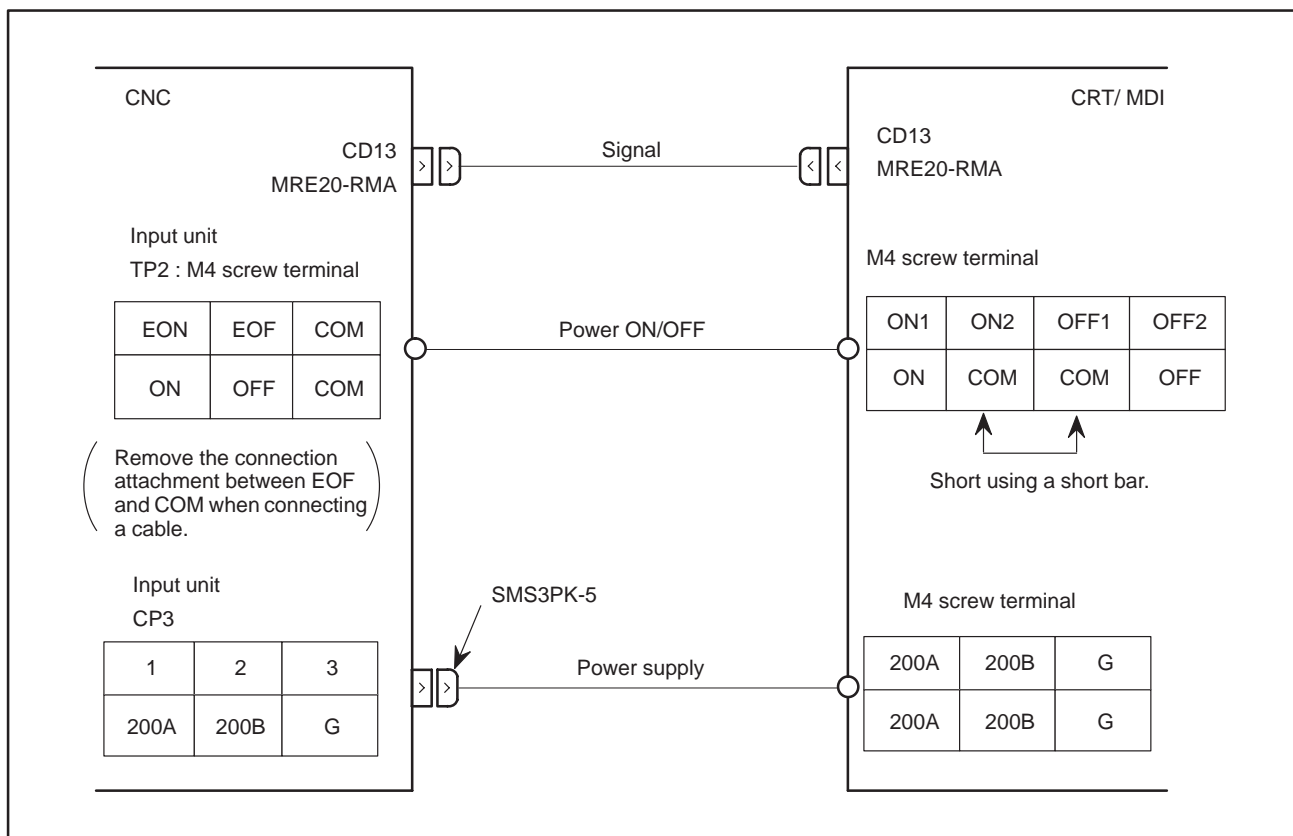 CNC
CRT/ MDI
CD13
MRE20-RMA
Signal
CD13
MRE20-RMA
Input unit
TP2 : M4 screw terminal
EON EOF COM
ON OFF COM
Power ON/OFF
M4 screw terminal
ON1 ON2 OFF1 OFF2
ON COM COM OFF
Short using a short bar.
Remove the connection
attachment between EOF
and COM when connecting
a cable.
Input unit
CP3
1 2 3
200A 200B G
SMS3PK-5
Power supply
M4 screw terminal
200A 200B G
200A 200B G